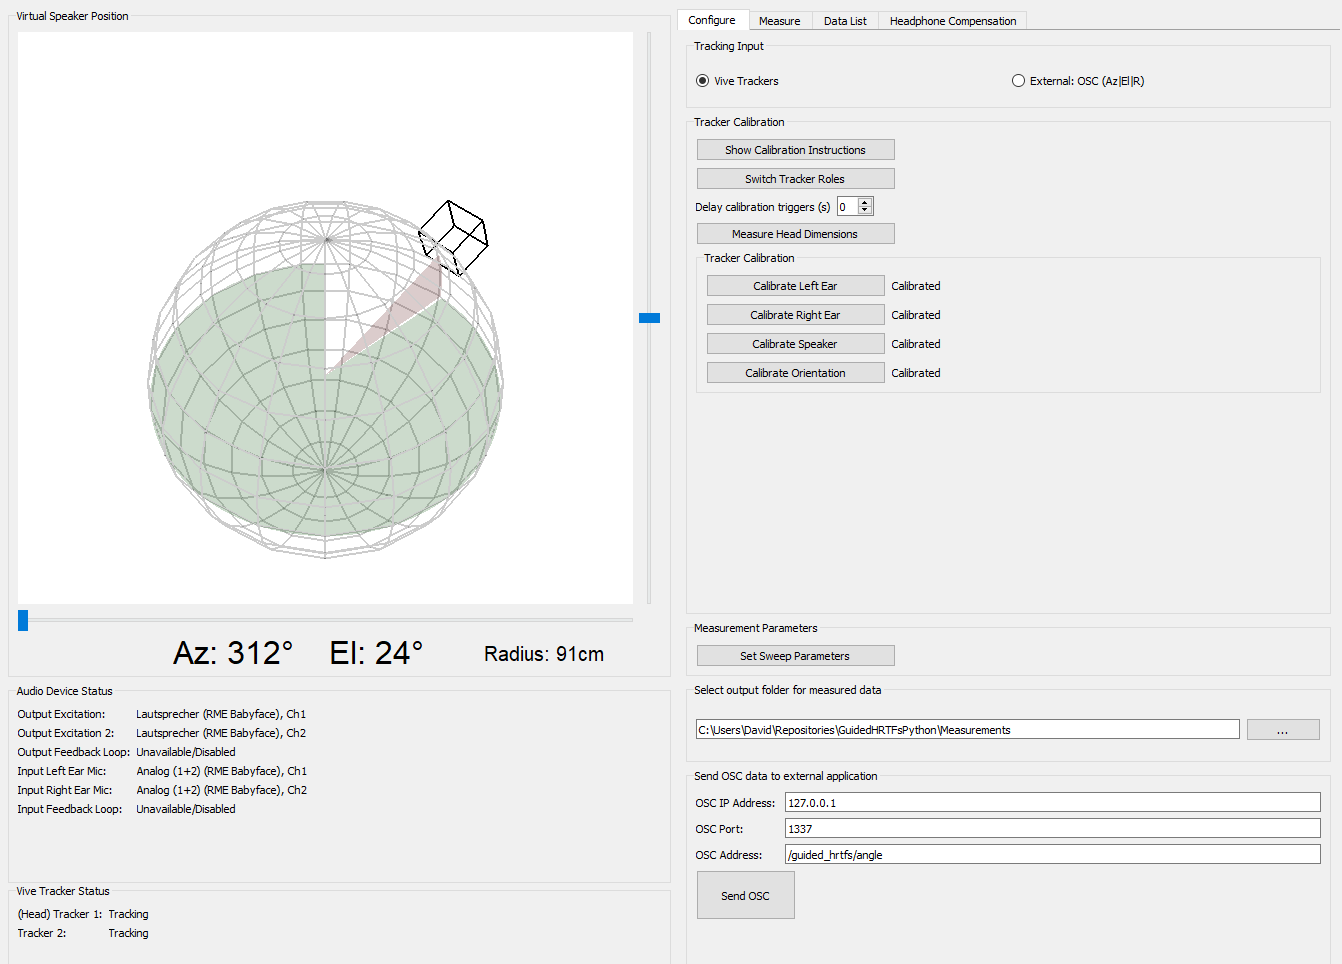 Virtual Speaker Position
Az: 312°
El: 24°
Radius: 91cm
Audio Device Status
Output Excitation: Lautsprecher (RME Babyface), Ch1
Output Excitation 2: Lautsprecher (RME Babyface), Ch2
Output Feedback Loop: Unavailable/Disabled
Input Left Ear Mic: Analog (1+2) (RME Babyface), Ch1
Input Right Ear Mic: Analog (1+2) (RME Babyface), Ch2
Input Feedback Loop: Unavailable/Disabled
Vive Tracker Status
(Head) Tracker 1: Tracking
Tracker 2: Tracking
Configure
Measure
Data List
Headphone Compensation
Tracking Input
Vive Trackers
External: OSC (Az|El|R)
Tracker Calibration
Show Calibration Instructions
Switch Tracker Roles
Delay calibration triggers (s) 0
Measure Head Dimensions
Tracker Calibration
Calibrate Left Ear Calibrated
Calibrate Right Ear Calibrated
Calibrate Speaker Calibrated
Calibrate Orientation Calibrated
Measurement Parameters
Set Sweep Parameters
Select output folder for measured data
C:\Users\David\Repositories\GuidedHRTFsPython\Measurements ...
Send OSC data to external application
OSC IP Address: 127.0.0.1
OSC Port: 1337
OSC Address: /guided_hrtfs/angle
Send OSC